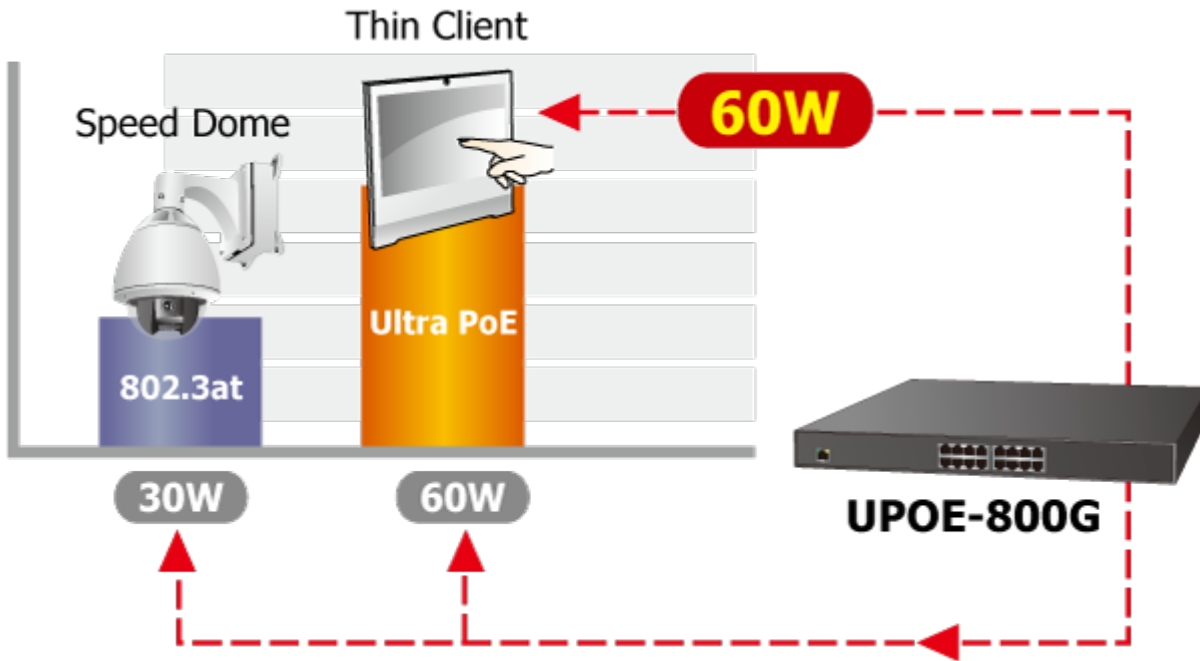 Thin Client
60W
Speed Dome
Ultra PoE
802.3at
30W
60W
UPOE-800G